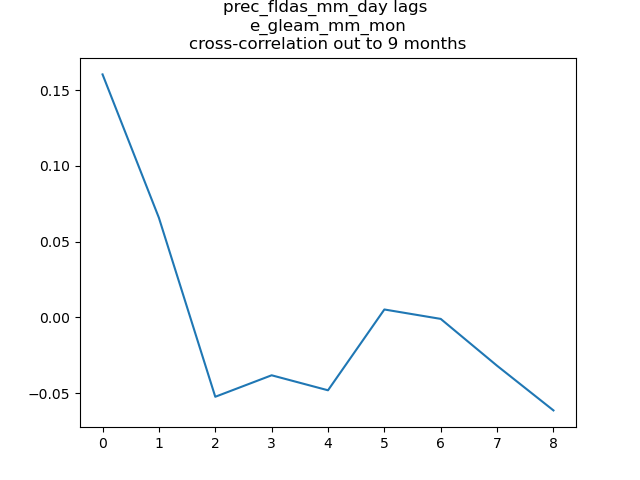 prec_fldas_mm_day lags
e_gleam_mm_mon
cross-correlation out to 9 months
0.15
0.10
0.05
0.00
−0.05
0 1 2 3 4 5 6 7 8